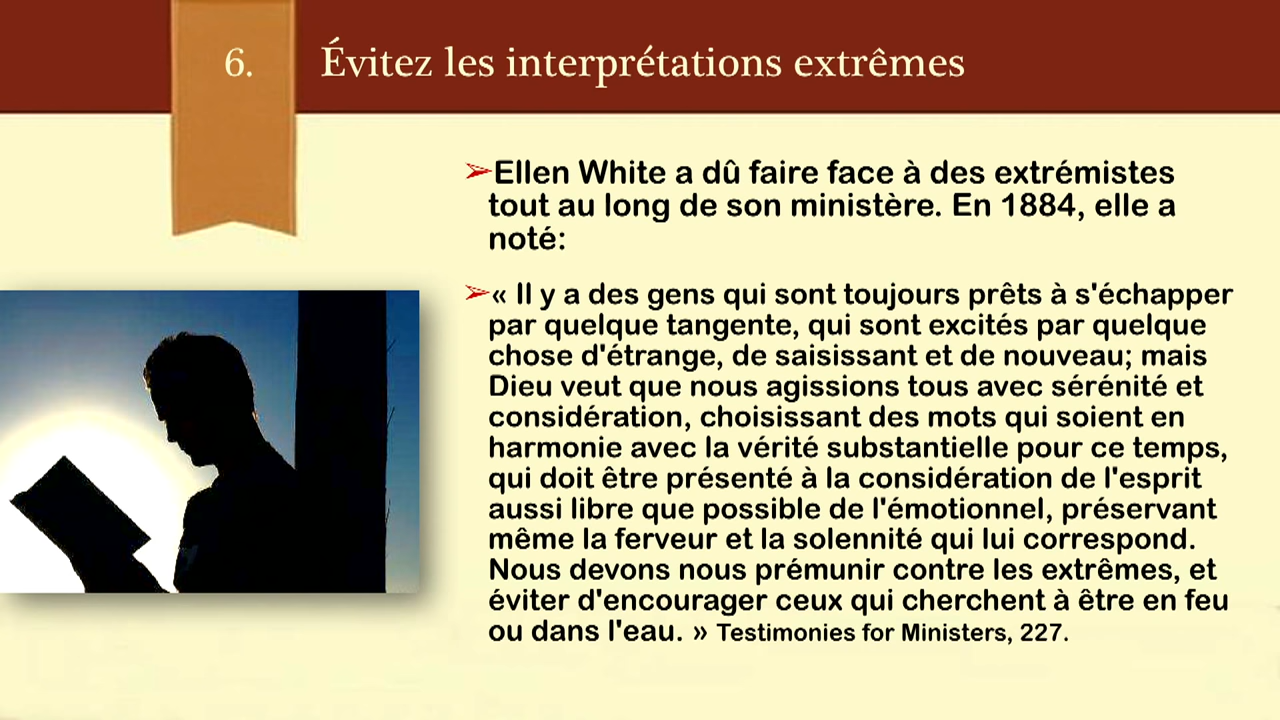 6. Évitez les interprétations extrêmes
➢Ellen White a dû faire face à des extrémistes
tout au long de son ministère. En 1884, elle a
noté:
➢« Il y a des gens qui sont toujours prêts à s'échapper
par quelque tangente, qui sont excités par quelque
chose d'étrange, de saisissant et de nouveau; mais
Dieu veut que nous agissions tous avec sérénité et
considération, choisissant des mots qui soient en
harmonie avec la vérité substantielle pour ce temps,
qui doit être présenté à la considération de l'esprit
aussi libre que possible de l'émotionnel, préservant
même la ferveur et la solennité qui lui correspond.
Nous devons nous prémunir contre les extrêmes, et
éviter d'encourager ceux qui cherchent à être en feu
ou dans l'eau. » Testimonies for Ministers, 227.